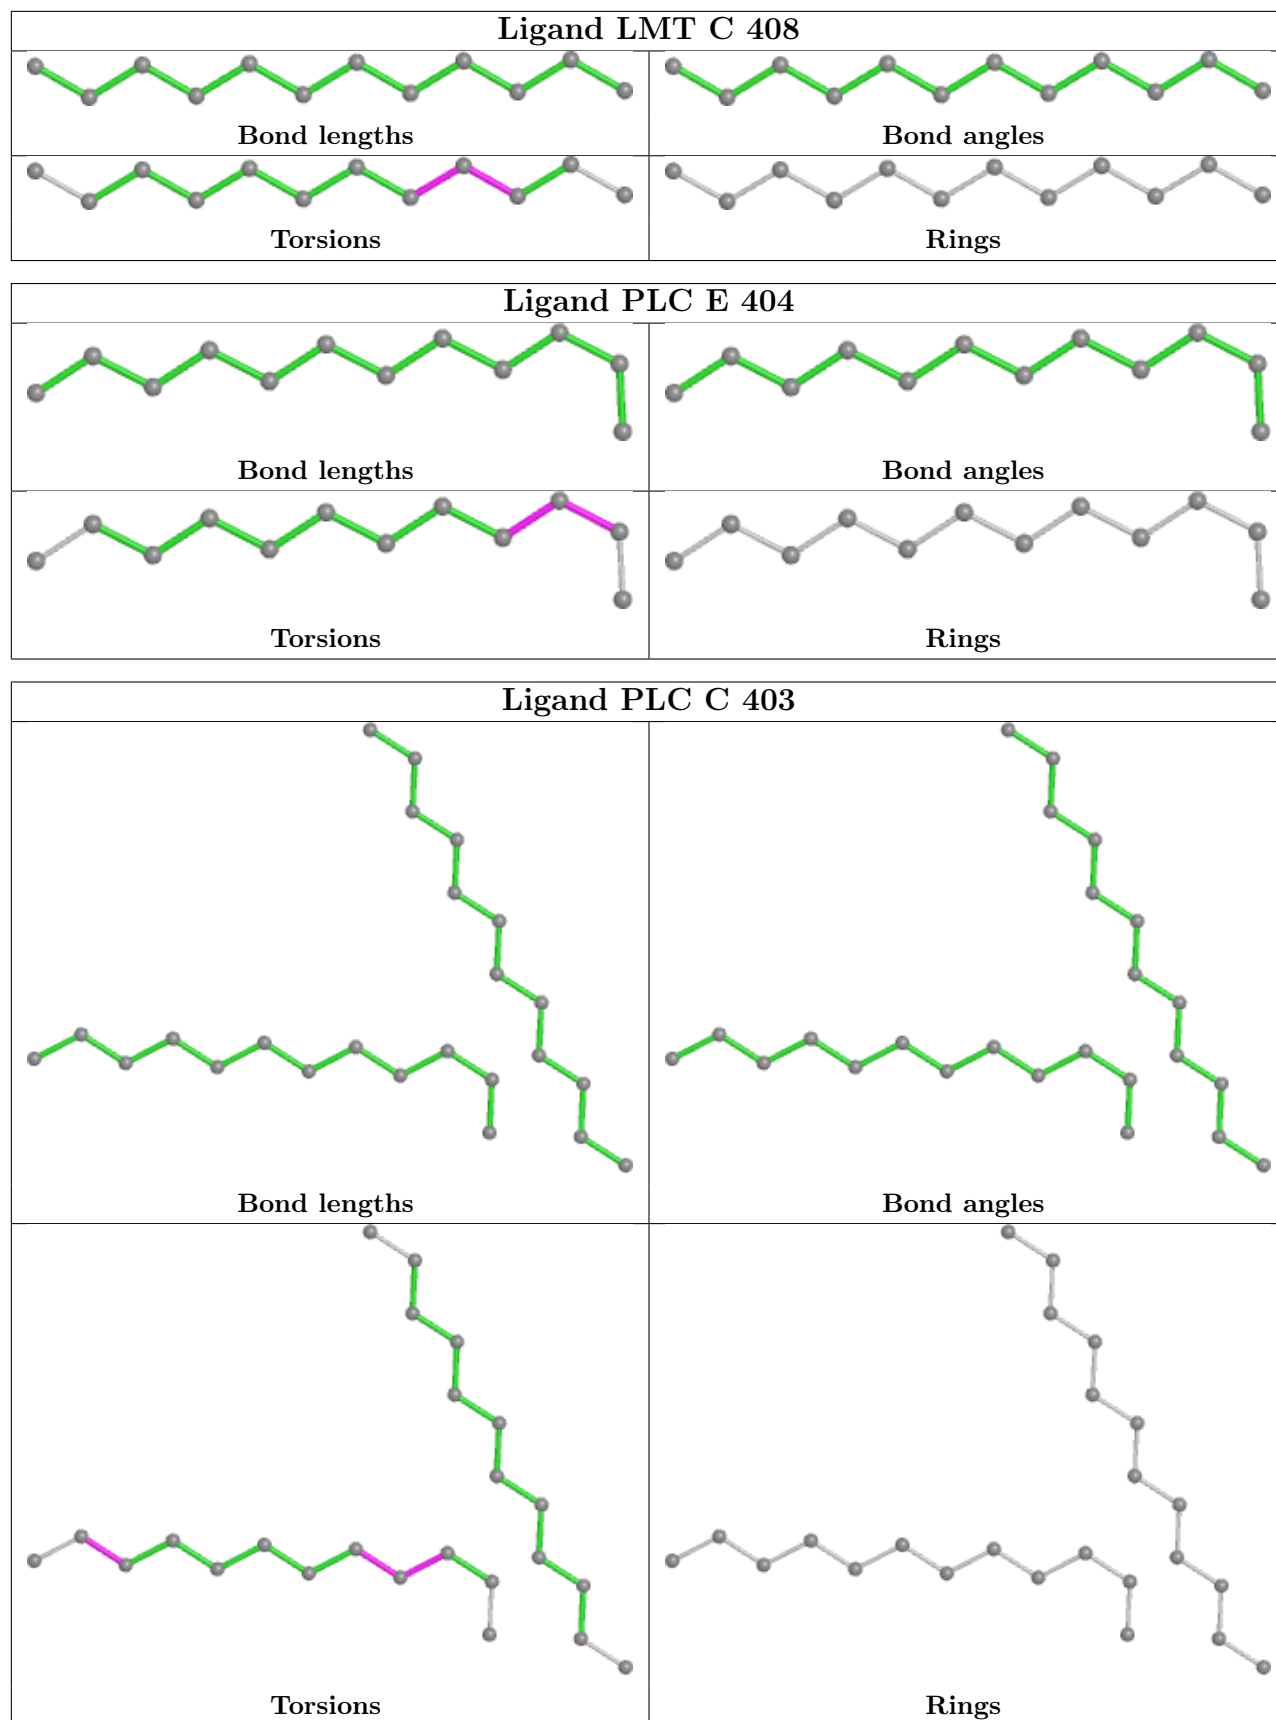 Ligand LMT C 408
Bond lengths
Bond angles
Torsions
Rings
Ligand PLC E 404
Bond lengths
Bond angles
Torsions
Rings
Ligand PLC C 403
Bond lengths
Bond angles
Torsions
Rings